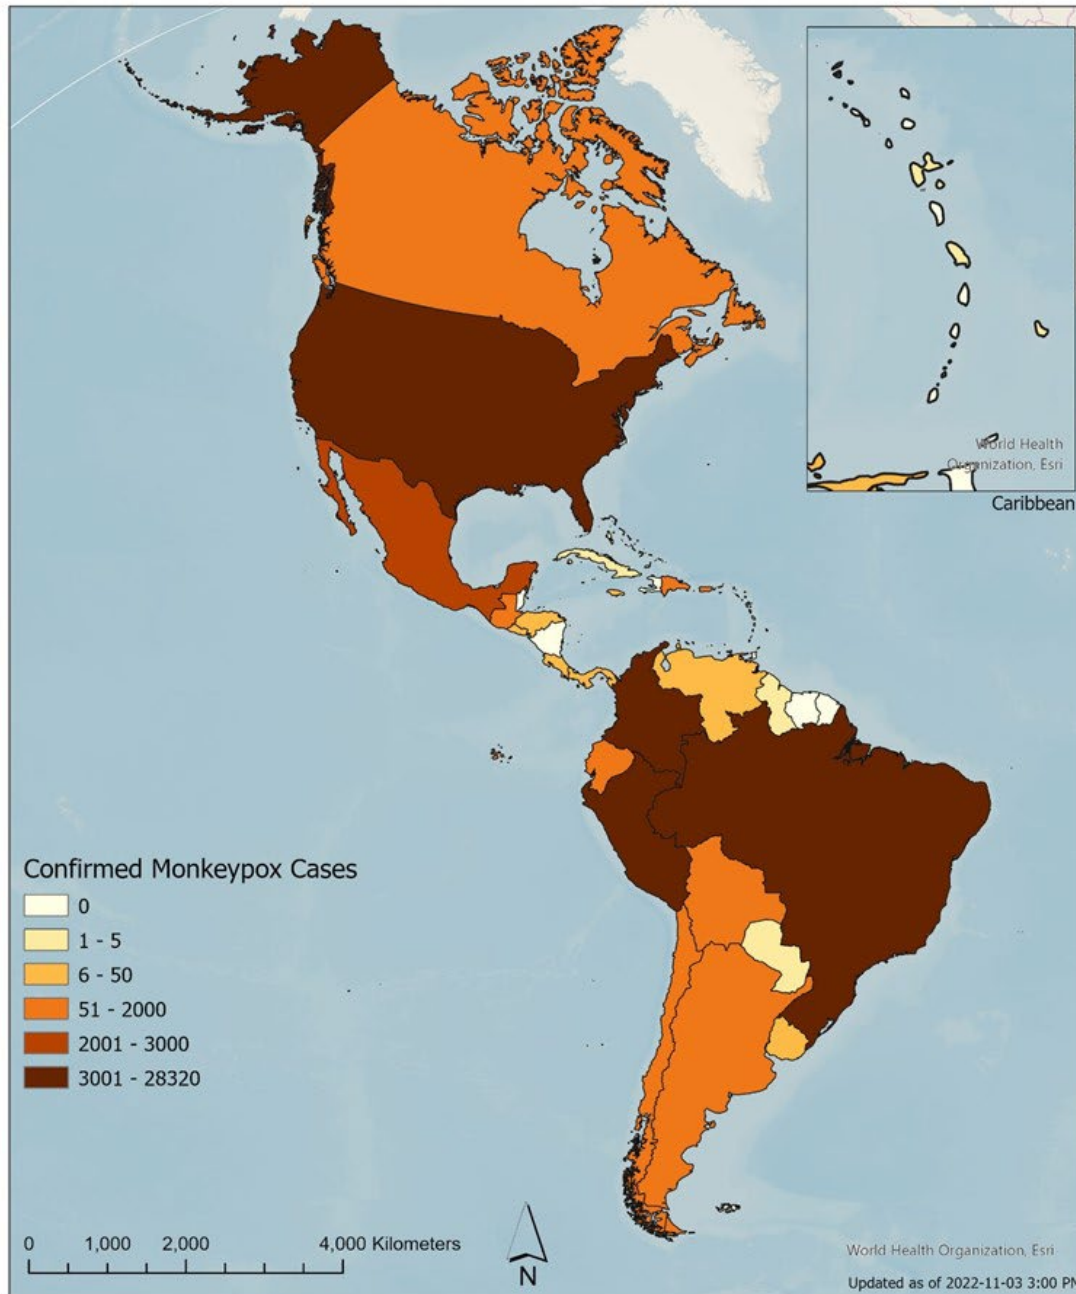 World Health
Organization, Esri
Caribbean
Confirmed Monkeypox Cases
0
1 - 5
6 - 50
51 - 2000
2001 - 3000
3001 - 28320
0 1,000 2,000 4,000 Kilometers
N
World Health Organization, Esri
Updated as of 2022-11-03 3:00 PM